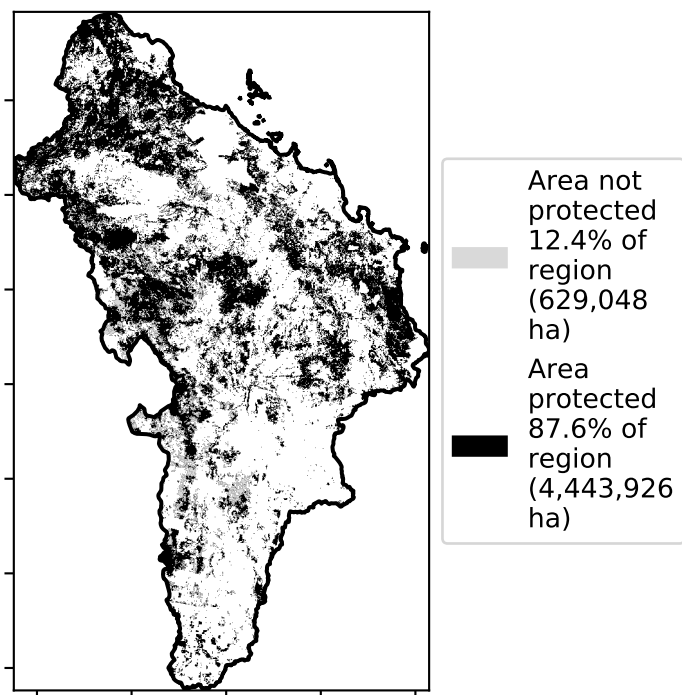 Area not
protected
12.4% of
region
(629,048
ha)
Area
protected
87.6% of
region
(4,443,926
ha)